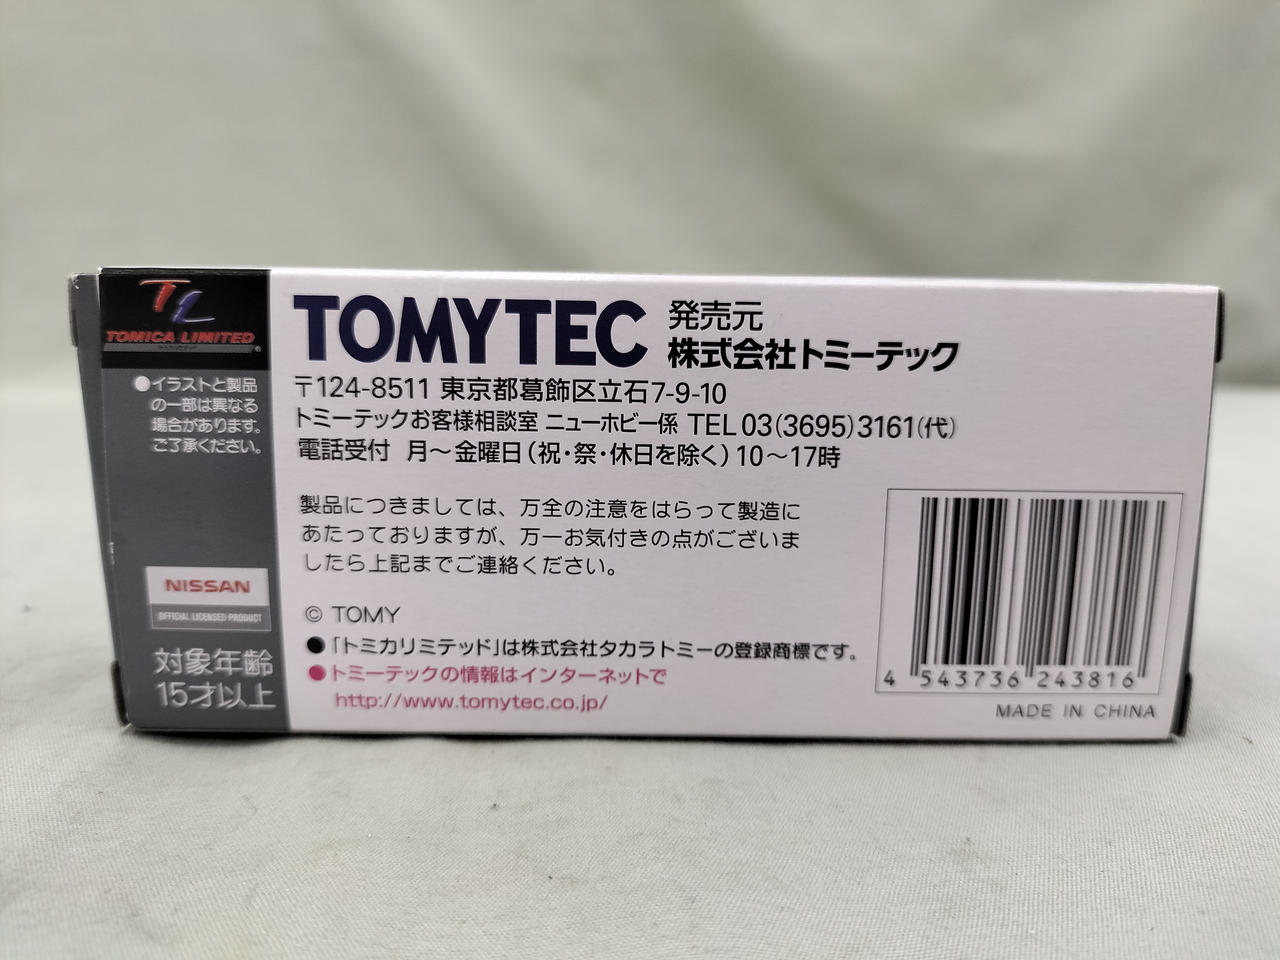 TL
TOMICA LIMITED
●イラストと製品
の一部は異なる
場合があります。
ご了承ください。
NISSAN
OFFICIAL LICENSED PRODUCT
対象年齢
15才以上
TOMYTEC 発売元
株式会社トミーテック
〒124-8511 東京都葛飾区立石7-9-10
トミーテックお客様相談室 ニューホビー係 TEL 03(3695)3161(代)
電話受付 月〜金曜日(祝・祭・休日を除く)10〜17時
製品につきましては、万全の注意をはらって製造に
あたっておりますが、万一お気付きの点がございま
したら上記までご連絡ください。
© TOMY
●「トミカリミテッド」は株式会社タカラトミーの登録商標です。
●トミーテックの情報はインターネットで
http://www.tomytec.co.jp/
4 543736 243816
MADE IN CHINA